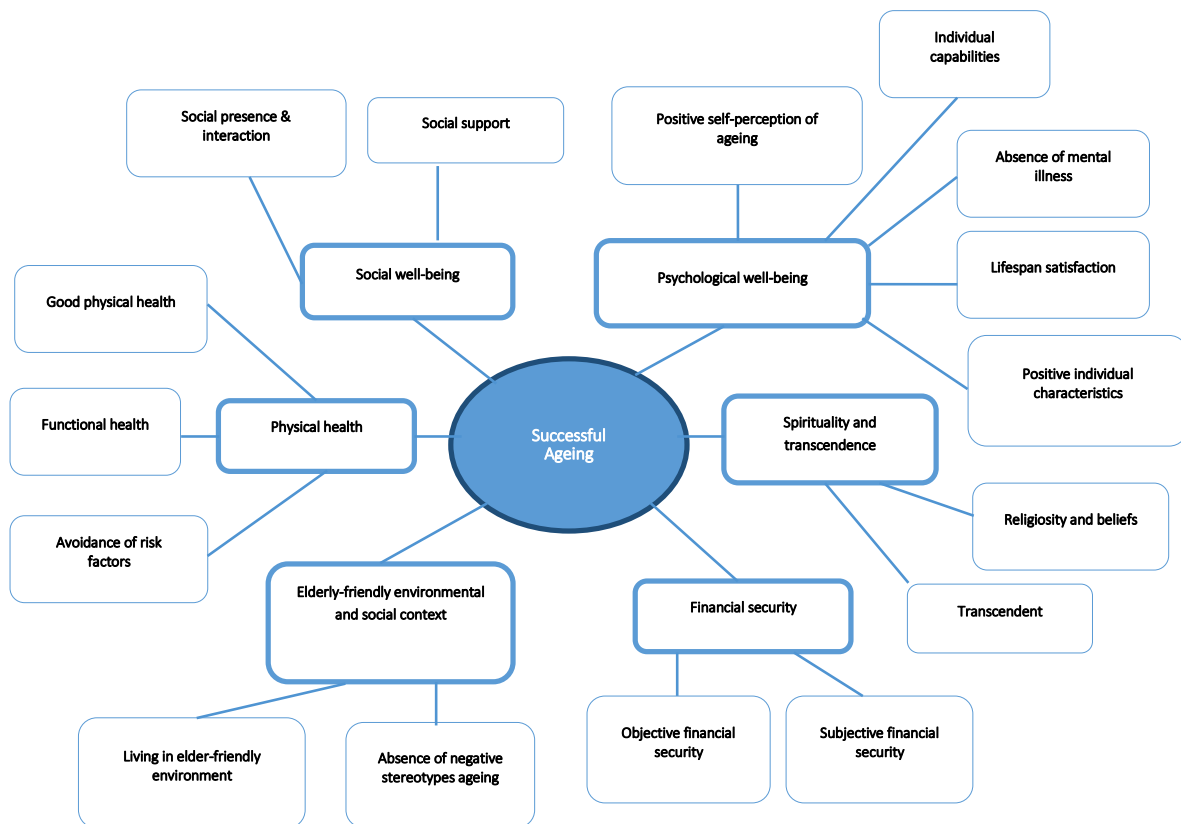 Individual
capabilities
Social presence &
interaction
Social support
Positive self-perception of
ageing
Absence of mental
illness
Social well-being
Psychological well-being
Lifespan satisfaction
Good physical health
Positive individual
characteristics
Functional health
Physical health
Successful
Ageing
Spirituality and
transcendence
Avoidance of risk
factors
Religiosity and beliefs
Elderly-friendly environmental
and social context
Financial security
Transcendent
Living in elder-friendly
environment
Absence of negative
stereotypes ageing
Objective financial
security
Subjective financial
security